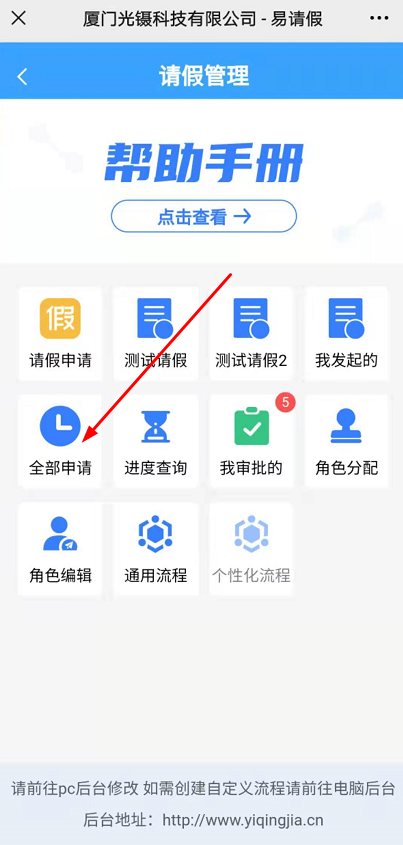 厦门光镊科技有限公司 - 易请假
请假管理
帮助手册
点击查看 →
假
请假申请 测试请假 测试请假2 我发起的
5
全部申请 进度查询 我审批的 角色分配
角色编辑 通用流程 个性化流程
请前往pc后台修改 如需创建自定义流程请前往电脑后台
后台地址：http://www.yiqingjia.cn